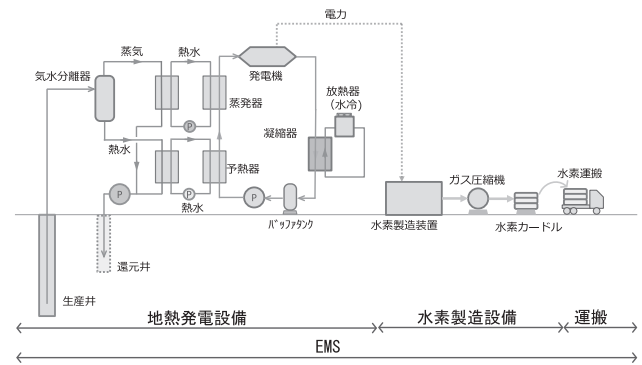 電力
蒸気
熱水
気水分離器
発電機
蒸発器
放熱器
(水冷)
P
凝縮器
熱水
予熱器
ガス圧縮機
水素運搬
P
P
P
熱水
バッファタンク
水素製造装置
水素カードル
還元井
生産井
地熱発電設備
水素製造設備
運搬
EMS